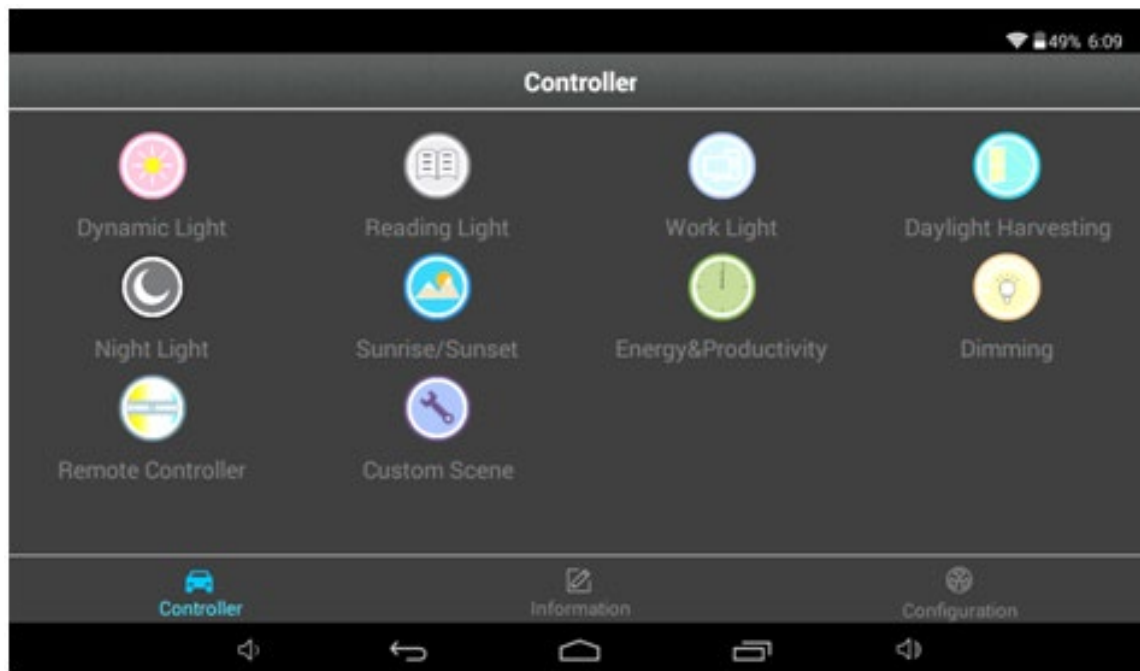 49% 6:09
Controller
Dynamic Light Reading Light Work Light Daylight Harvesting
Night Light Sunrise/Sunset Energy&Productivity Dimming
Remote Controller Custom Scene
Controller Information Configuration